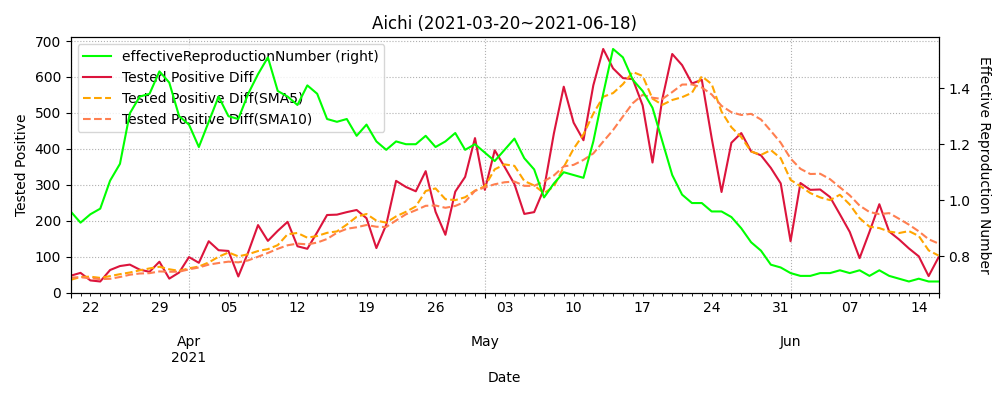 Aichi (2021-03-20~2021-06-18)
effectiveReproductionNumber (right)
Tested Positive Diff
Tested Positive Diff(SMA5)
Tested Positive Diff(SMA10)
Tested Positive
700
600
500
400
300
200
100
0
1.4
1.2
1.0
0.8
Effective Reproduction Number
22 29 05 12 19 26 03 10 17 24 31 07 14
Apr May Jun
2021
Date